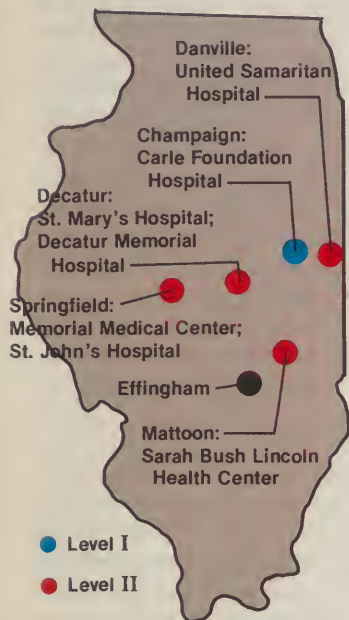 Danville:
United Samaritan
Hospital
Champaign:
Carle Foundation
Hospital
Decatur:
St. Mary's Hospital;
Decatur Memorial
Hospital
Springfield:
Memorial Medical Center;
St. John's Hospital
Effingham
Mattoon:
Sarah Bush Lincoln
Health Center
Level I
Level II